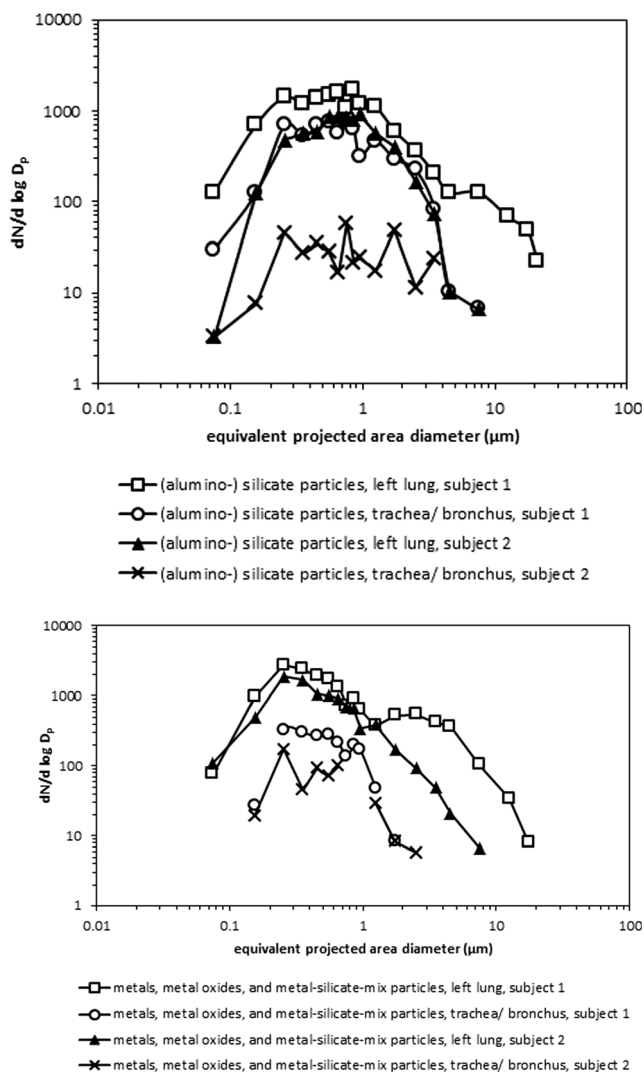 10000
1000
100
10
1
dN/d log Dp
0.01 0.1 1 10 100
equivalent projected area diameter (µm)
(alumino-) silicate particles, left lung, subject 1
(alumino-) silicate particles, trachea/ bronchus, subject 1
(alumino-) silicate particles, left lung, subject 2
(alumino-) silicate particles, trachea/ bronchus, subject 2
10000
1000
100
10
1
dN/d log Dp
0.01 0.1 1 10 100
equivalent projected area diameter (µm)
metals, metal oxides, and metal-silicate-mix particles, left lung, subject 1
metals, metal oxides, and metal-silicate-mix particles, trachea/ bronchus, subject 1
metals, metal oxides, and metal-silicate-mix particles, left lung, subject 2
metals, metal oxides, and metal-silicate-mix particles, trachea/ bronchus, subject 2